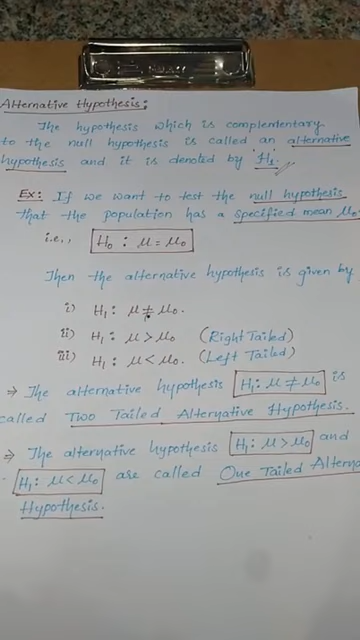 Alternative Hypothesis:
The hypothesis which is complementary
to the null hypothesis is called an alternative
hypothesis and it is denoted by 'H₁'.
Ex: If we want to test the null hypothesis
that the population has a specified mean μ₀
i.e., H₀ : μ = μ₀
Then the alternative hypothesis is given by
i) H₁ : μ ≠ μ₀.
ii) H₁ : μ > μ₀ (Right Tailed)
iii) H₁ : μ < μ₀. (Left Tailed)
⇒ The alternative hypothesis H₁ : μ ≠ μ₀ is
called Two Tailed Alternative Hypothesis.
⇒ The alternative hypothesis H₁ : μ > μ₀ and
H₁ : μ < μ₀ are called One Tailed Alterna
Hypothesis.